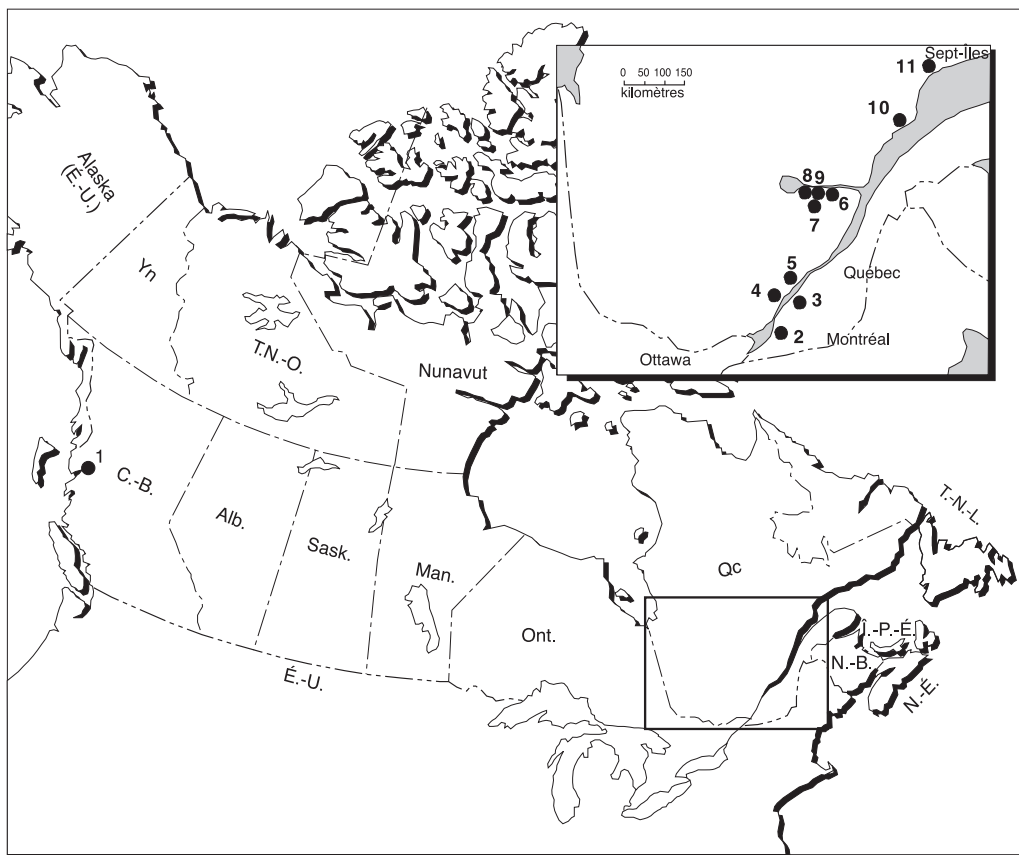 Sept-Îles
11
0 50 100 150
kilomètres
10
8 9
6
7
5
Québec
4
3
2
Montréal
Ottawa
Alaska
(É.-U.)
Yn
T.N.-O.
Nunavut
1
C.-B.
Alb.
Sask.
Man.
Ont.
Qc
T.-N.-L.
Î.-P.-É.
N.-B.
N.-É.
É.-U.